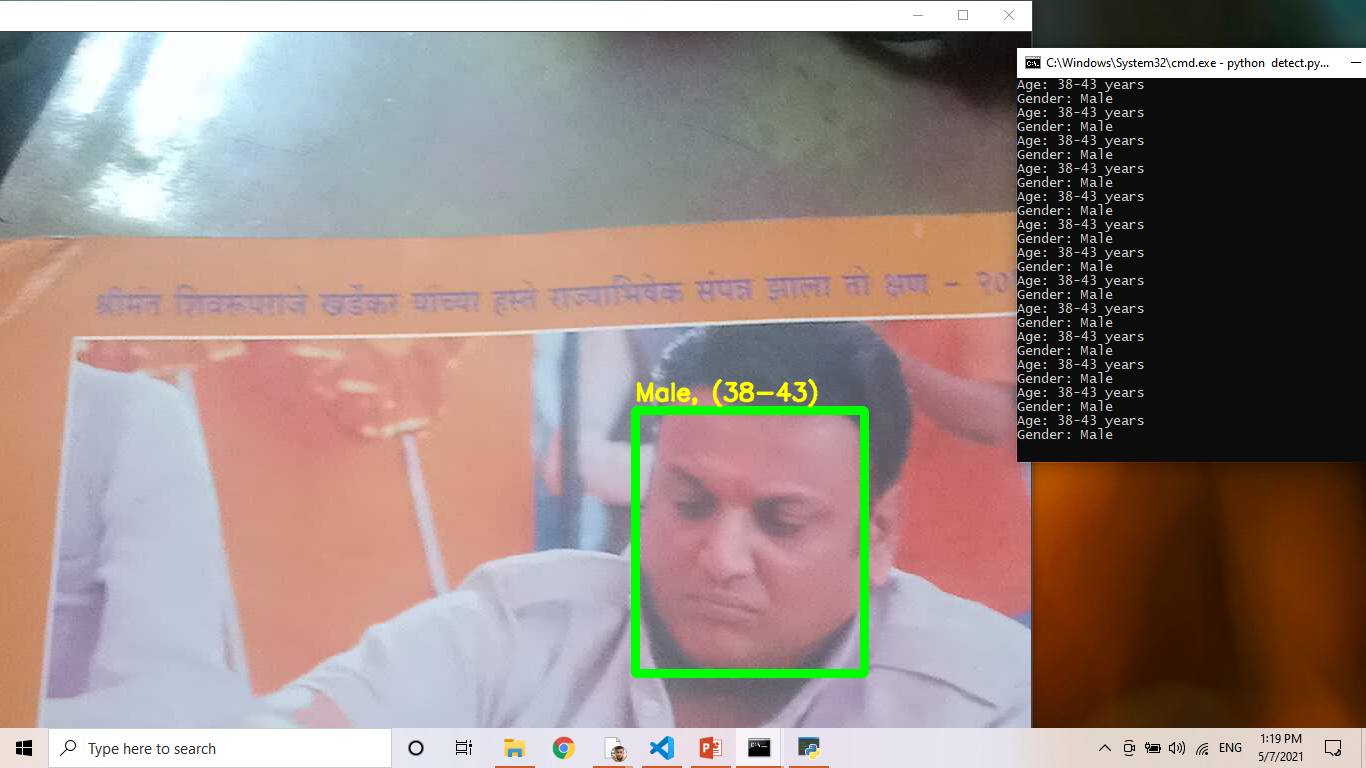 C:\Windows\System32\cmd.exe - python  detect.py...
Age: 38-43 years
Gender: Male
Age: 38-43 years
Gender: Male
Age: 38-43 years
Gender: Male
Age: 38-43 years
Gender: Male
Age: 38-43 years
Gender: Male
Age: 38-43 years
Gender: Male
Age: 38-43 years
Gender: Male
Age: 38-43 years
Gender: Male
Age: 38-43 years
Gender: Male
Age: 38-43 years
Gender: Male
Age: 38-43 years
Gender: Male
Age: 38-43 years
Gender: Male
Age: 38-43 years
Gender: Male
श्रीमंत शिवरूपराजे खर्डेकर यांच्या हस्ते राज्याभिषेक संपन्न झाला तो क्षण -
Male, (38-43)
Type here to search
ENG
1:19 PM
5/7/2021